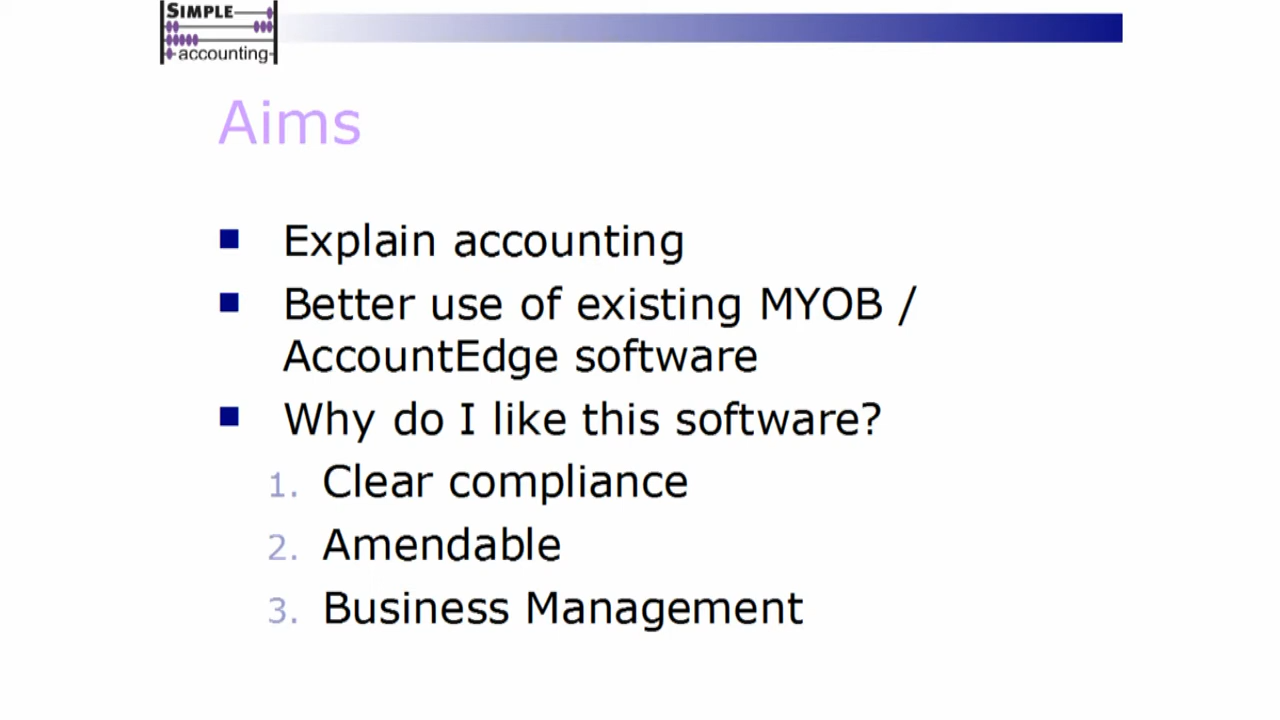 SIMPLE
accounting
Aims
Explain accounting
Better use of existing MYOB /
AccountEdge software
Why do I like this software?
1. Clear compliance
2. Amendable
3. Business Management